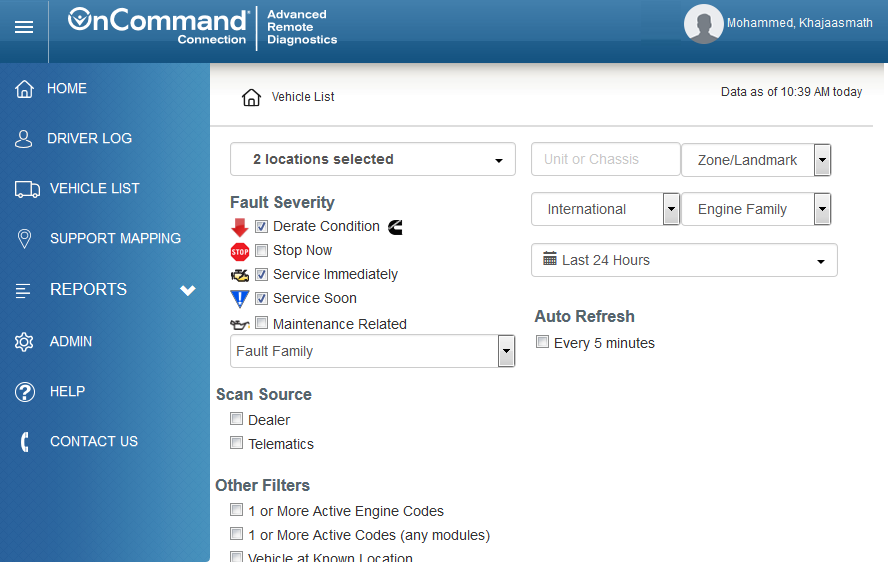 OnCommand
Connection
Advanced
Remote
Diagnostics
Mohammed, Khajaasmath
HOME
DRIVER LOG
VEHICLE LIST
SUPPORT MAPPING
REPORTS
ADMIN
HELP
CONTACT US
Vehicle List
Data as of 10:39 AM today
2 locations selected
Unit or Chassis
Zone/Landmark
International
Engine Family
Last 24 Hours
Fault Severity
Derate Condition
STOP
Stop Now
Service Immediately
Service Soon
Maintenance Related
Fault Family
Auto Refresh
Every 5 minutes
Scan Source
Dealer
Telematics
Other Filters
1 or More Active Engine Codes
1 or More Active Codes (any modules)
Vehicle at Known Location